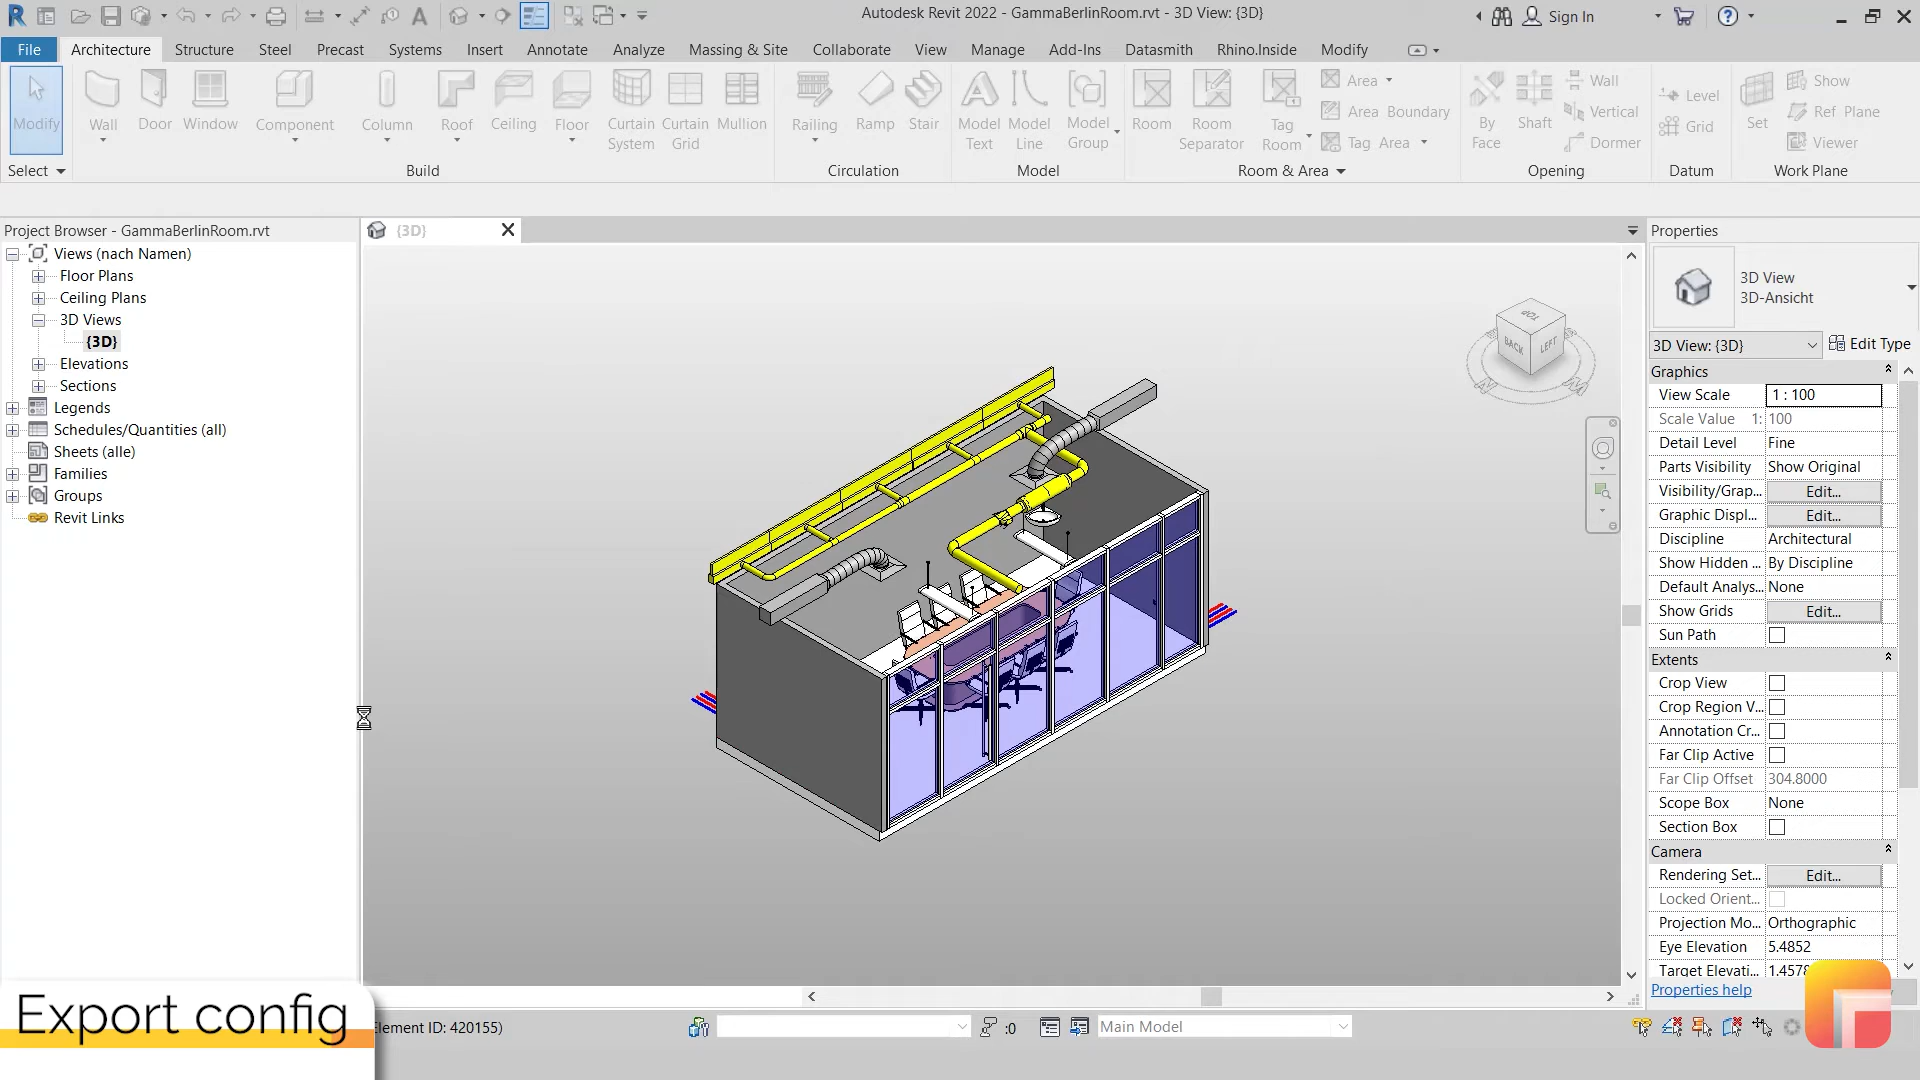 Autodesk Revit 2022 - GammaBerlinRoom.rvt - 3D View: {3D}
Sign In
File
Architecture
Structure
Steel
Precast
Systems
Insert
Annotate
Analyze
Massing & Site
Collaborate
View
Manage
Add-Ins
Datasmith
Rhino.Inside
Modify
Modify
Wall
Door
Window
Component
Column
Roof
Ceiling
Floor
Curtain System
Curtain Grid
Mullion
Railing
Ramp
Stair
Model Text
Model Line
Model Group
Room
Room Separator
Tag Room
Area
Area Boundary
Tag Area
By Face
Shaft
Wall
Vertical
Dormer
Level
Grid
Set
Show
Ref Plane
Viewer
Select
Build
Circulation
Model
Room & Area
Opening
Datum
Work Plane
Project Browser - GammaBerlinRoom.rvt
Views (nach Namen)
Floor Plans
Ceiling Plans
3D Views
{3D}
Elevations
Sections
Legends
Schedules/Quantities (all)
Sheets (alle)
Families
Groups
Revit Links
{3D}
TOP
BACK
LEFT
Properties
3D View
3D-Ansicht
3D View: {3D}
Edit Type
Graphics
View Scale 1 : 100
Scale Value 1: 100
Detail Level Fine
Parts Visibility Show Original
Visibility/Grap... Edit...
Graphic Displ... Edit...
Discipline Architectural
Show Hidden ... By Discipline
Default Analys... None
Show Grids Edit...
Sun Path
Extents
Crop View
Crop Region V...
Annotation Cr...
Far Clip Active
Far Clip Offset 304.8000
Scope Box None
Section Box
Camera
Rendering Set... Edit...
Locked Orient...
Projection Mo... Orthographic
Eye Elevation 5.4852
Target Elevati...
Properties help
Export config
Element ID: 420155)
:0
Main Model